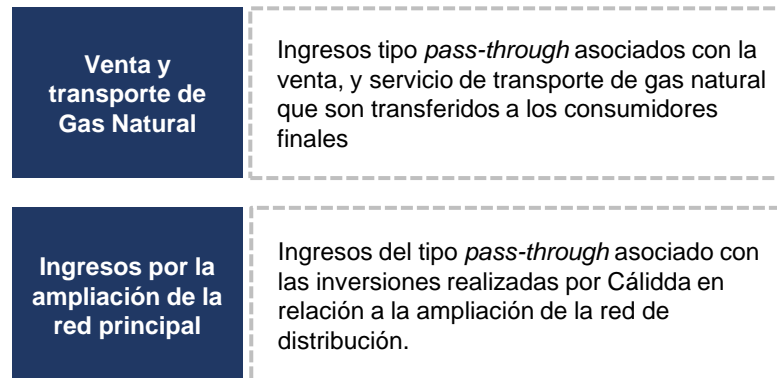 Venta y
transporte de
Gas Natural
Ingresos tipo pass-through asociados con la
venta, y servicio de transporte de gas natural
que son transferidos a los consumidores
finales
Ingresos por la
ampliación de la
red principal
Ingresos del tipo pass-through asociado con
las inversiones realizadas por Cálidda en
relación a la ampliación de la red de
distribución.